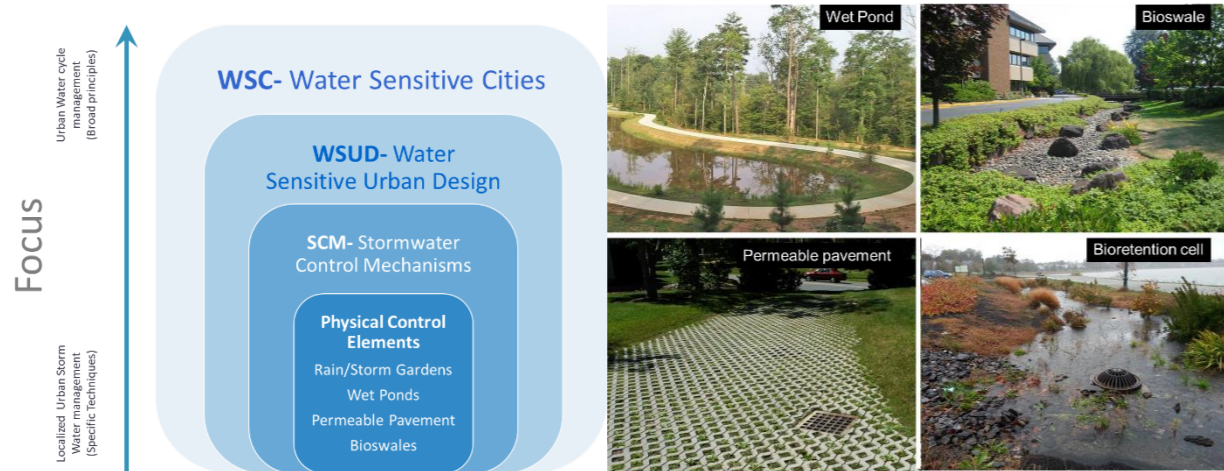 Focus
Urban Water cycle
management
(Broad principles)
Localized Urban Storm
Water management
(Specific Techniques)
WSC- Water Sensitive Cities
WSUD- Water
Sensitive Urban Design
SCM- Stormwater
Control Mechanisms
Physical Control
Elements
Rain/Storm Gardens
Wet Ponds
Permeable Pavement
Bioswales
Wet Pond
Bioswale
Permeable pavement
Bioretention cell